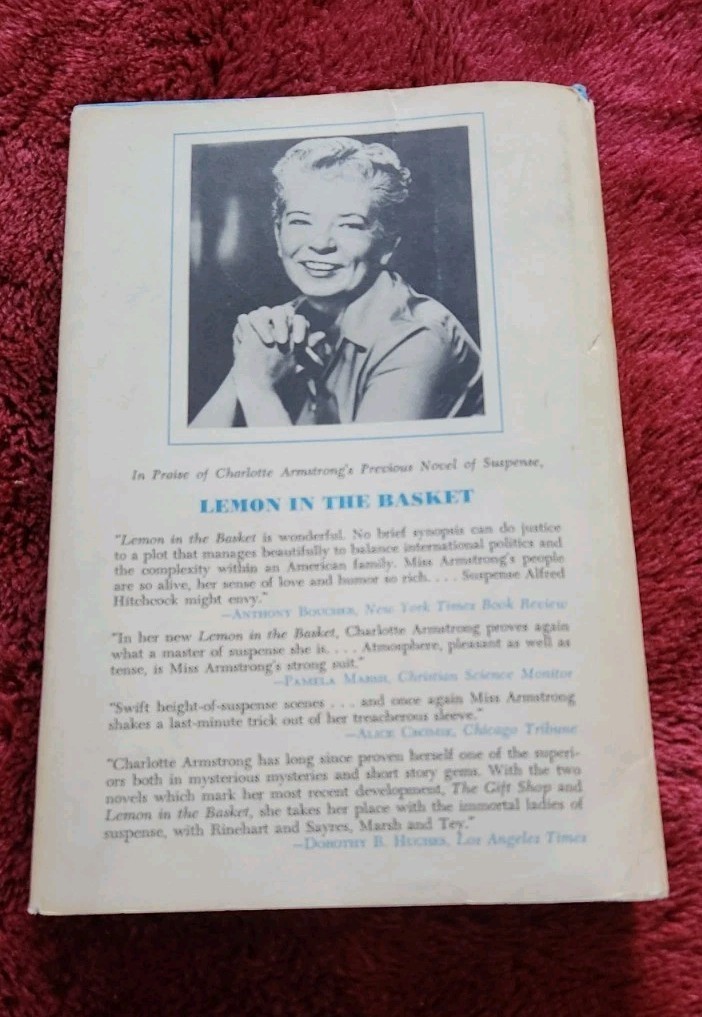 In Praise of Charlotte Armstrong's Previous Novel of Suspense,
LEMON IN THE BASKET
"Lemon in the Basket is wonderful. No brief synopsis can do justice
to a plot that manages beautifully to balance international politics and
the complexity within an American family. Miss Armstrong's people
are so alive, her sense of love and humor so rich. . . . Suspense Alfred
Hitchcock might envy."
—ANTHONY BOUCHER, New York Times Book Review
"In her new Lemon in the Basket, Charlotte Armstrong proves again
what a master of suspense she is. . . . Atmosphere, pleasant as well as
tense, is Miss Armstrong's strong suit."
—PAMELA MARSH, Christian Science Monitor
"Swift height-of-suspense scenes . . . and once again Miss Armstrong
shakes a last-minute trick out of her treacherous sleeve."
—ALICE CROMIE, Chicago Tribune
"Charlotte Armstrong has long since proven herself one of the superi-
ors both in mysterious mysteries and short story gems. With the two
novels which mark her most recent development, The Gift Shop and
Lemon in the Basket, she takes her place with the immortal ladies of
suspense, with Rinehart and Sayres, Marsh and Tey."
—DOROTHY B. HUGHES, Los Angeles Times